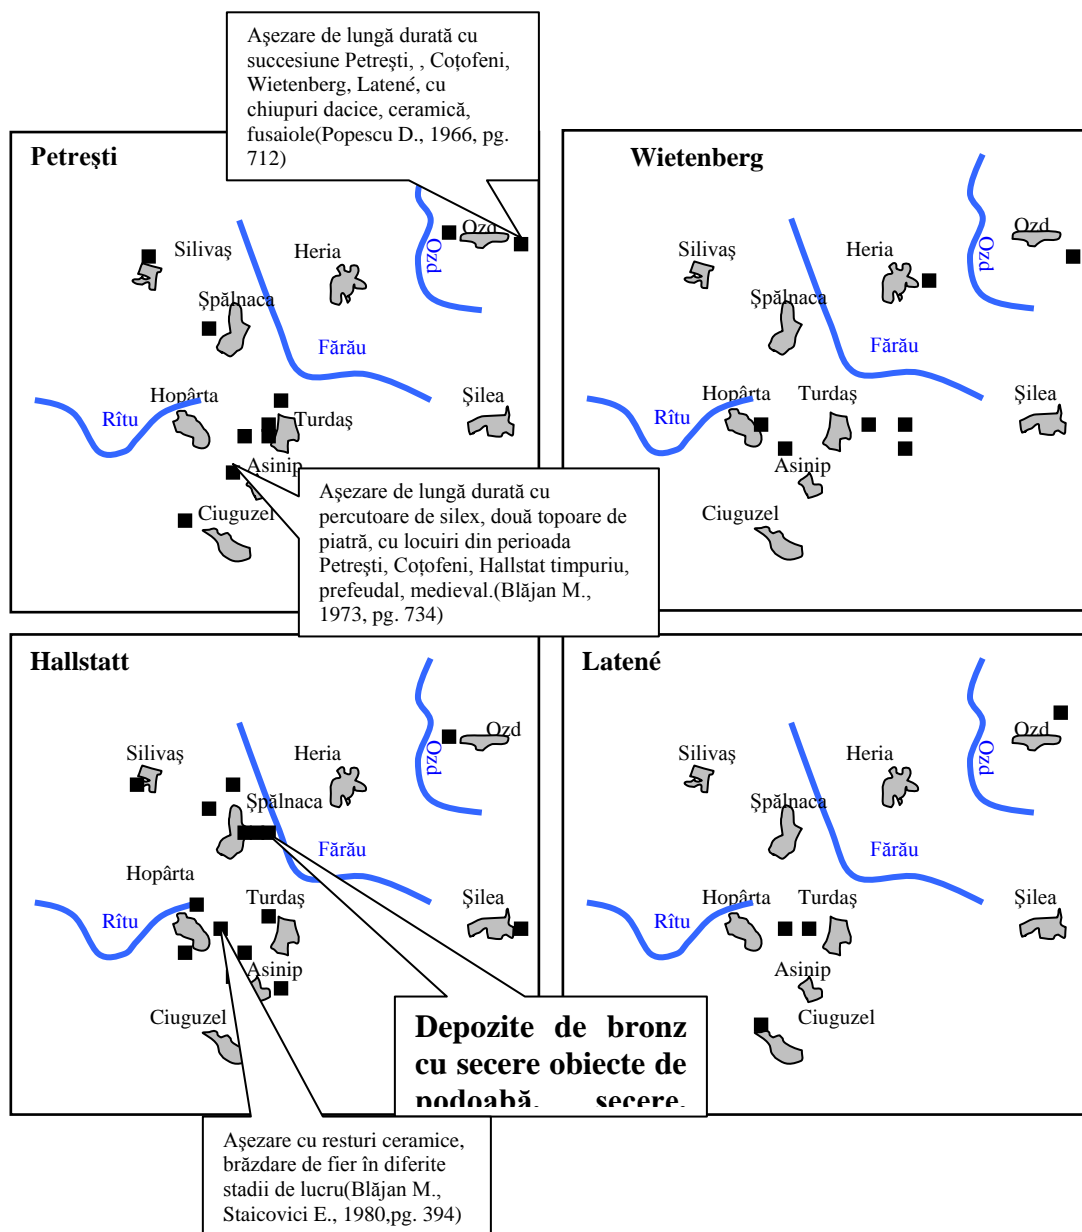 Aşezare de lungă durată cu
succesiune Petreşti, , Coţofeni,
Wietenberg, Latené, cu
chiupuri dacice, ceramică,
fusaiole(Popescu D., 1966, pg.
712)
Petreşti
Silivaş
Heria
Ozd
Ozd
Şpălnaca
Fărău
Hopârta
Rîtu
Turdaş
Şilea
Asinip
Ciuguzel
Aşezare de lungă durată cu
percutoare de silex, două topoare de
piatră, cu locuiri din perioada
Petreşti, Coţofeni, Hallstat timpuriu,
prefeudal, medieval.(Blăjan M.,
1973, pg. 734)
Wietenberg
Silivaş
Heria
Ozd
Ozd
Şpălnaca
Fărău
Hopârta
Rîtu
Turdaş
Şilea
Asinip
Ciuguzel
Hallstatt
Silivaş
Heria
Ozd
Ozd
Şpălnaca
Fărău
Hopârta
Rîtu
Turdaş
Şilea
Asinip
Ciuguzel
Depozite de bronz
cu secere obiecte de
podoabă, secere,
Aşezare cu resturi ceramice,
brăzdare de fier în diferite
stadii de lucru(Blăjan M.,
Staicovici E., 1980,pg. 394)
Latené
Silivaş
Heria
Ozd
Ozd
Şpălnaca
Fărău
Hopârta
Rîtu
Turdaş
Şilea
Asinip
Ciuguzel